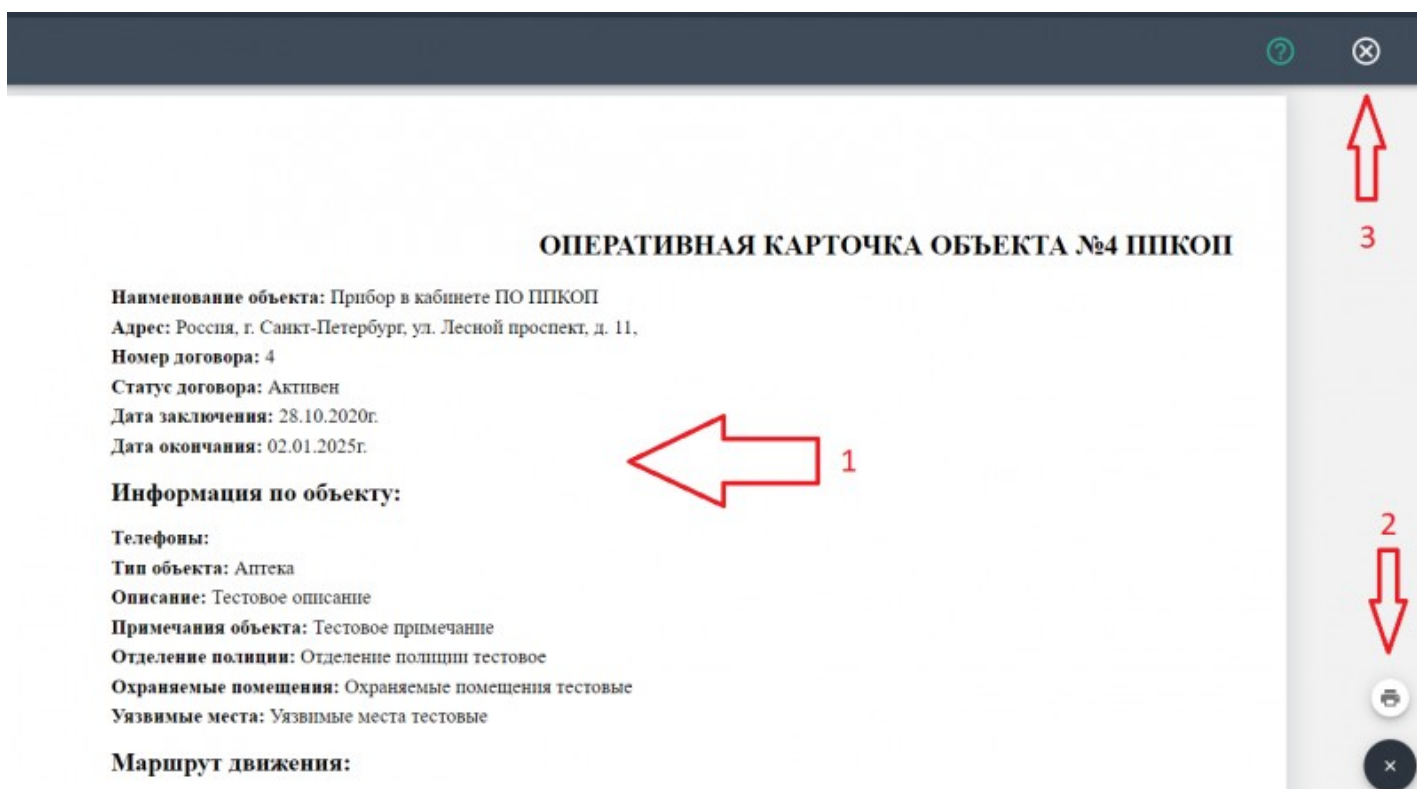 3
ОПЕРАТИВНАЯ КАРТОЧКА ОБЪЕКТА №4 ППКОП
Наименование объекта: Прибор в кабинете ПО ППКОП
Адрес: Россия, г. Санкт-Петербург, ул. Лесной проспект, д. 11,
Номер договора: 4
Статус договора: Активен
Дата заключения: 28.10.2020г.
Дата окончания: 02.01.2025г.
1
Информация по объекту:
Телефоны:
Тип объекта: Аптека
Описание: Тестовое описание
Примечания объекта: Тестовое примечание
Отделение полиции: Отделение полиции тестовое
Охраняемые помещения: Охраняемые помещения тестовые
Уязвимые места: Уязвимые места тестовые
2
Маршрут движения: